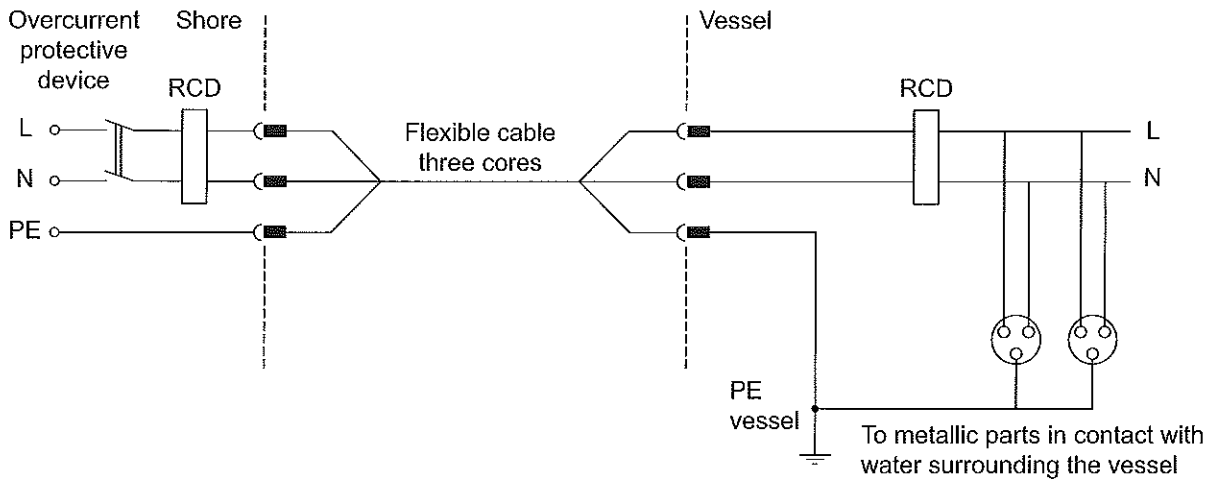 Overcurrent
protective
device
Shore
Vessel
RCD
RCD
L
N
PE
Flexible cable
three cores
L
N
PE
vessel
To metallic parts in contact with
water surrounding the vessel